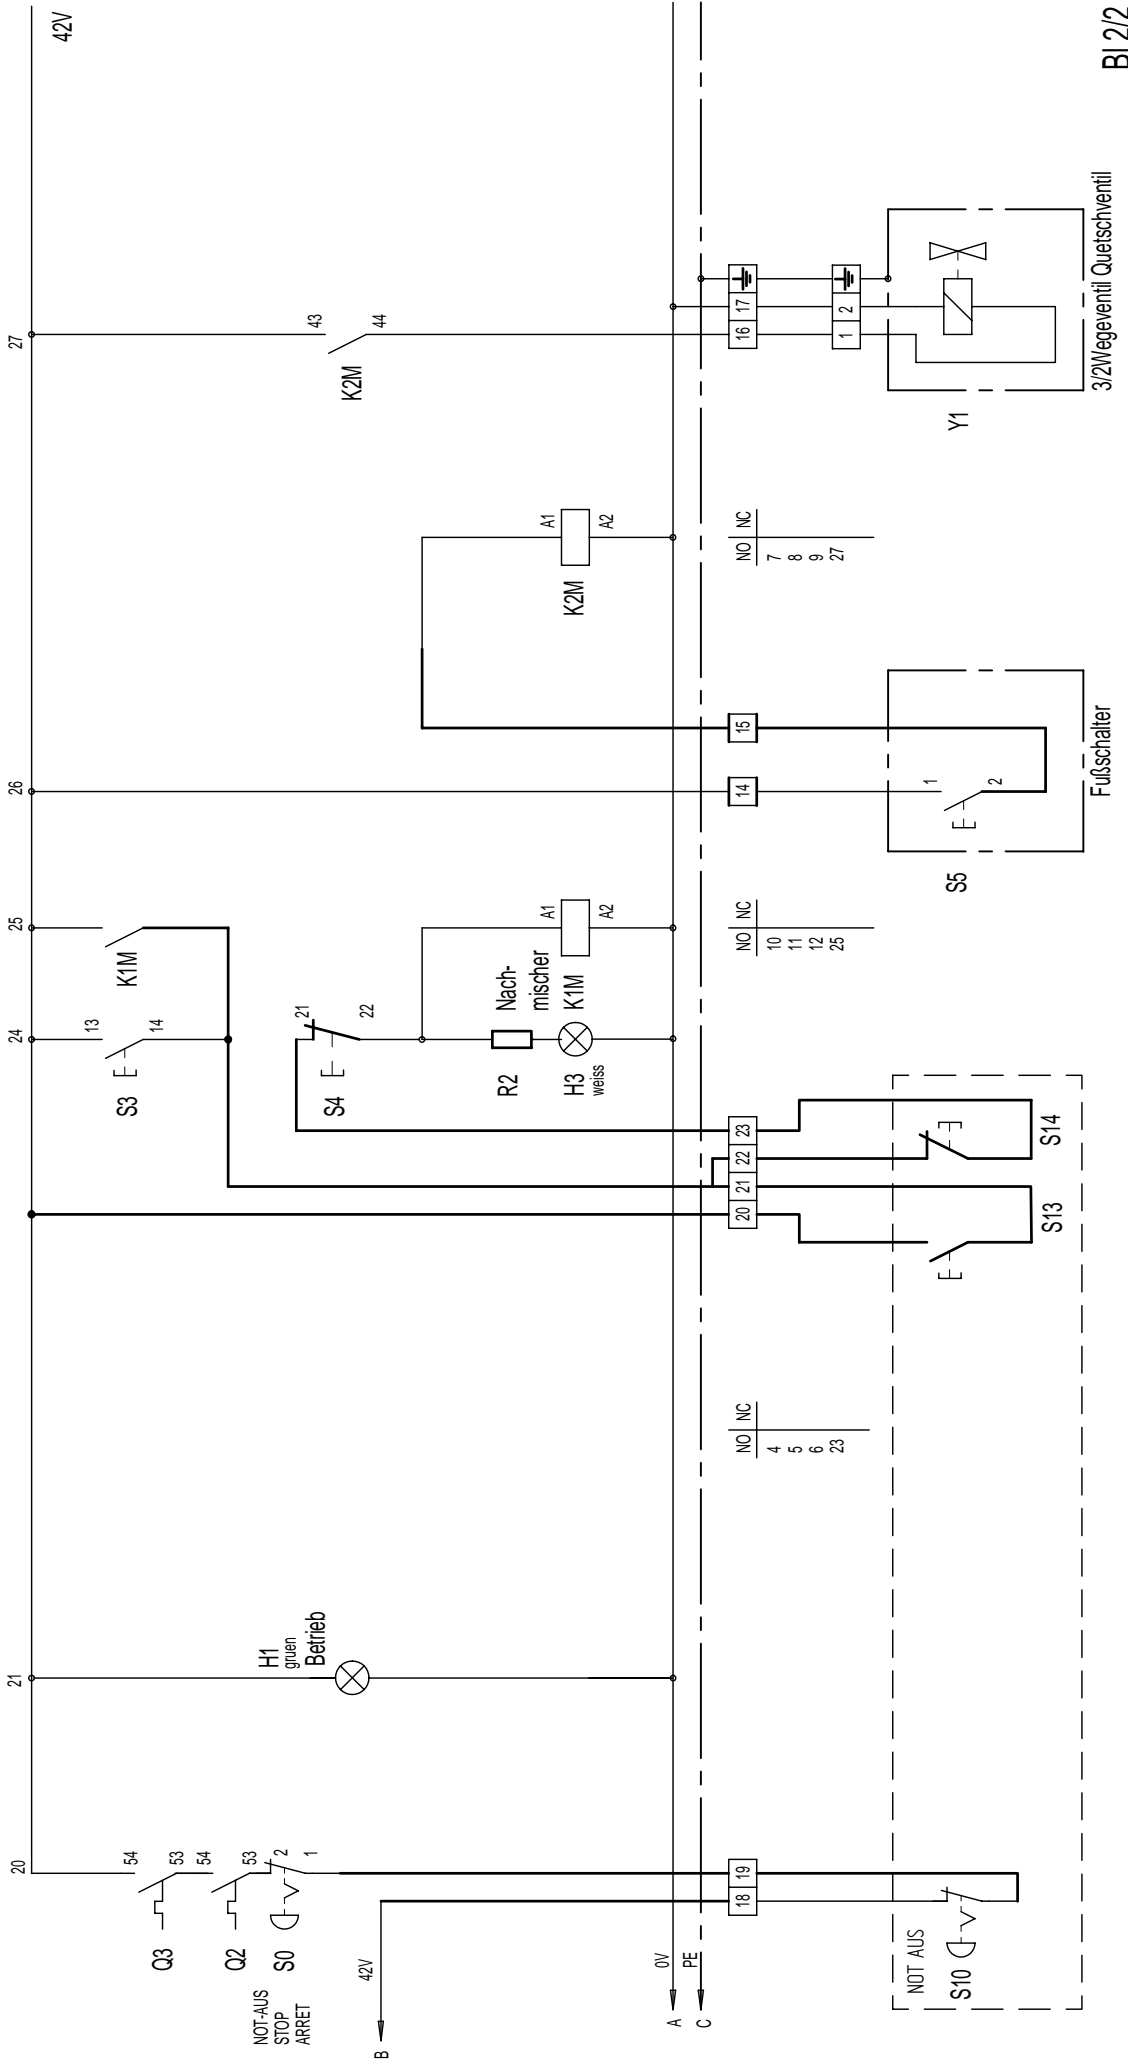 20
21
24
25
26
27
42V
Q3
54
53
Q2
54
53
S0
2
1
NOT-AUS
STOP
ARRET
B
42V
H1
gruen
Betrieb
S3
13
14
K1M
S4
21
22
R2
Nach-
mischer
H3
weiss
K1M
A1
A2
K2M
A1
A2
K2M
43
44
A
0V
C
PE
18
19
20
21
22
23
14
15
16
17
1
2
NO NC
4
5
6
23
NO NC
10
11
12
25
NO NC
7
8
9
27
NOT AUS
S10
S13
S14
S5
1
2
Fußschalter
Y1
3/2Wegeventil Quetschventil
Bl.2/2